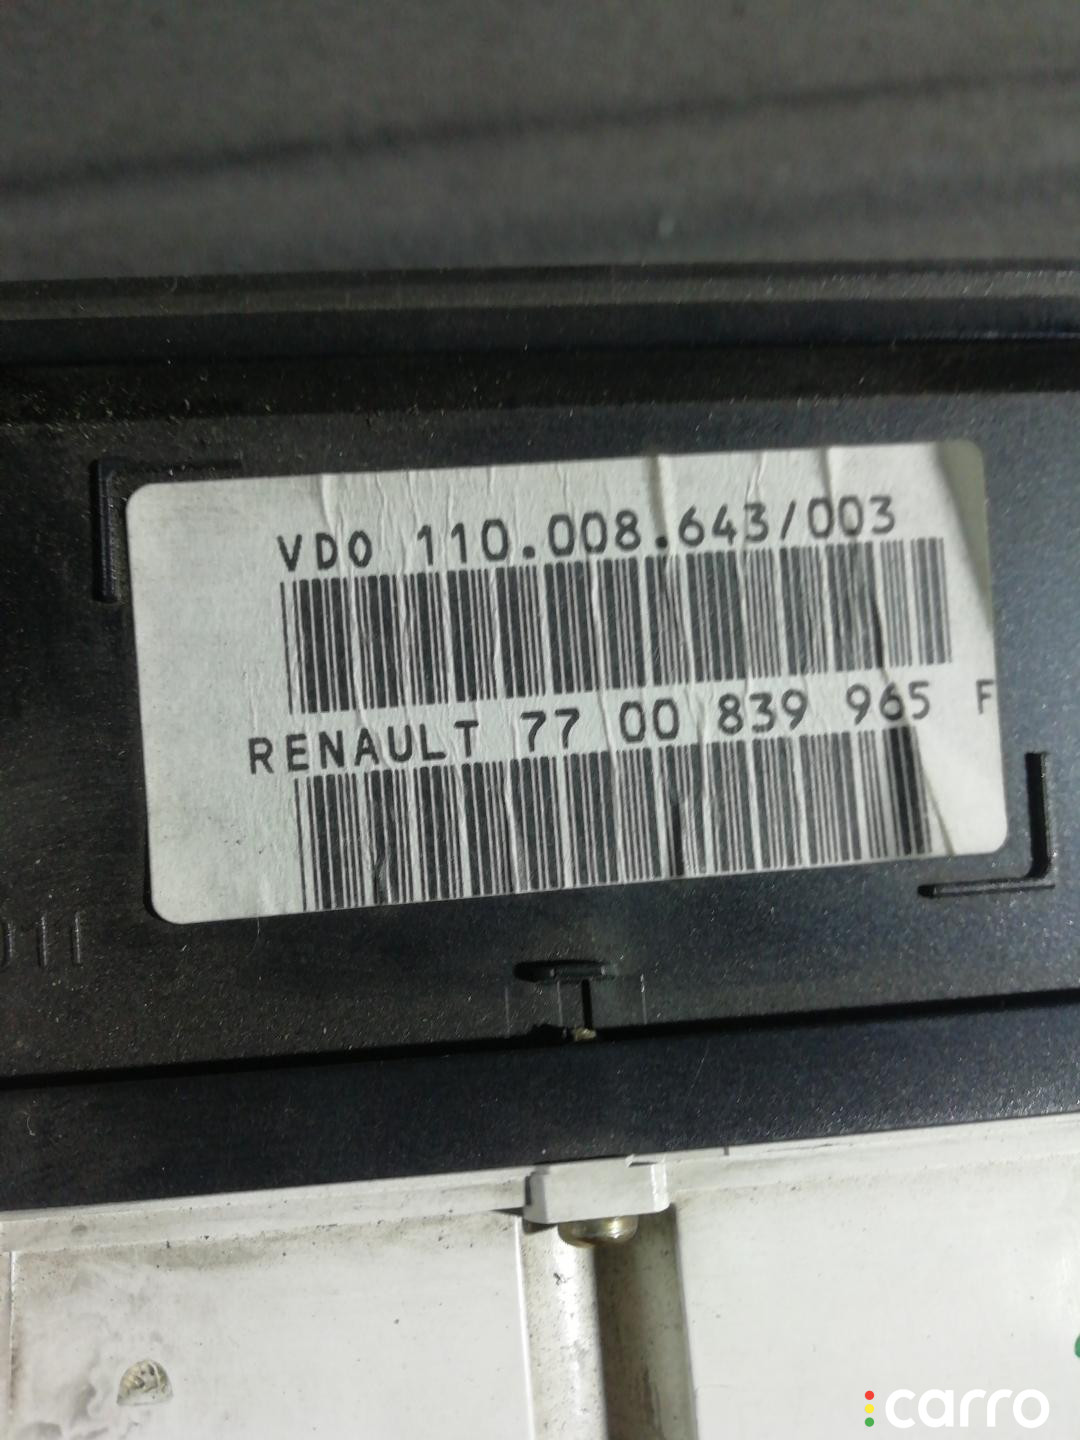 VDO 110.008.643/003
RENAULT 77 00 839 965 F
carro